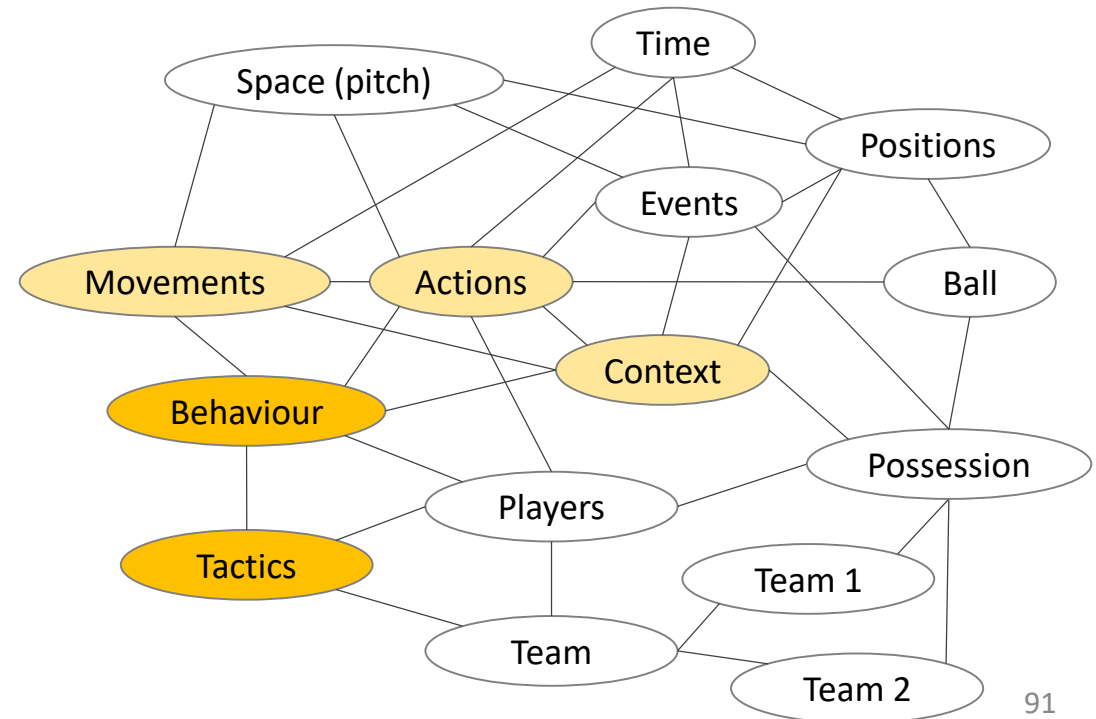 Time
Space (pitch)
Positions
Events
Movements
Actions
Ball
Context
Behaviour
Possession
Players
Tactics
Team 1
Team
Team 2
91